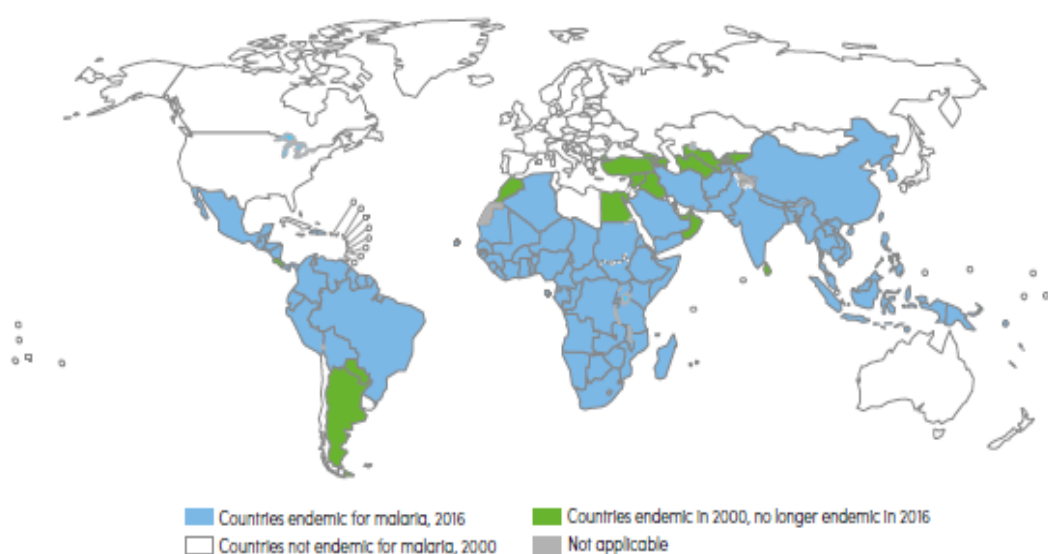 Countries endemic for malaria, 2016
Countries endemic in 2000, no longer endemic in 2016
Countries not endemic for malaria, 2000
Not applicable